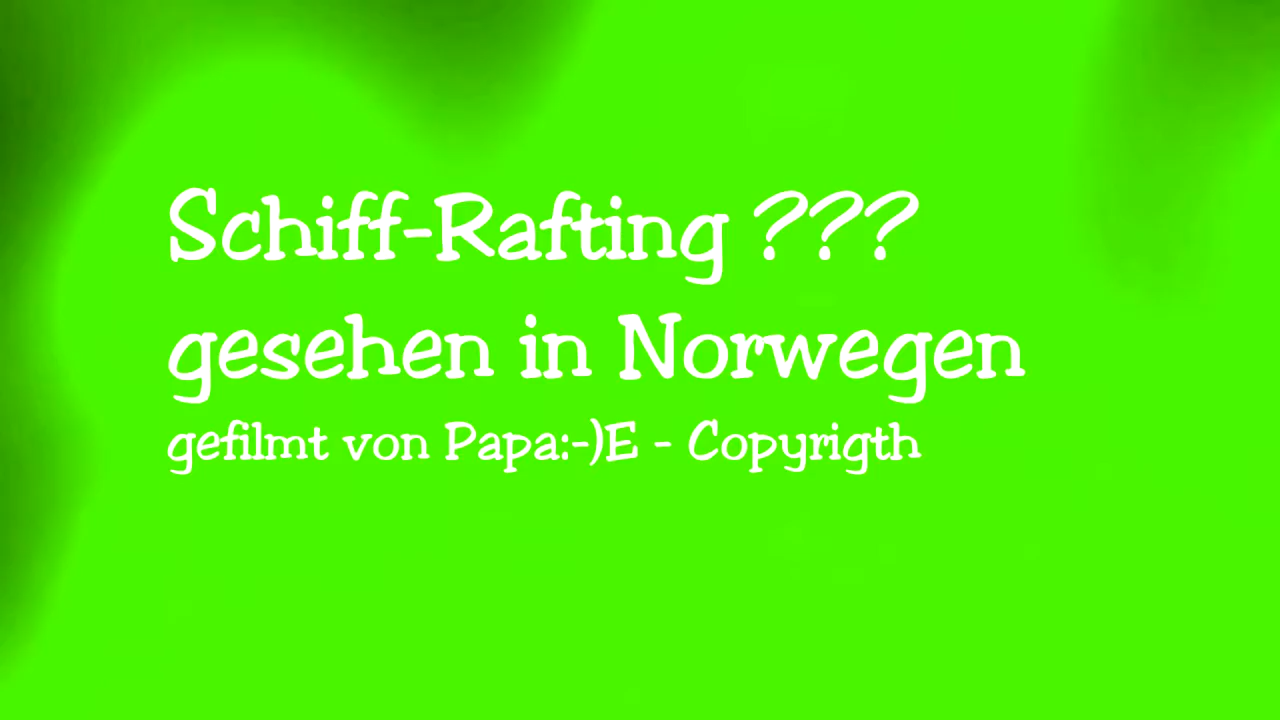 Schiff-Rafting ???
gesehen in Norwegen
gefilmt von Papa:-)E - Copyrigth